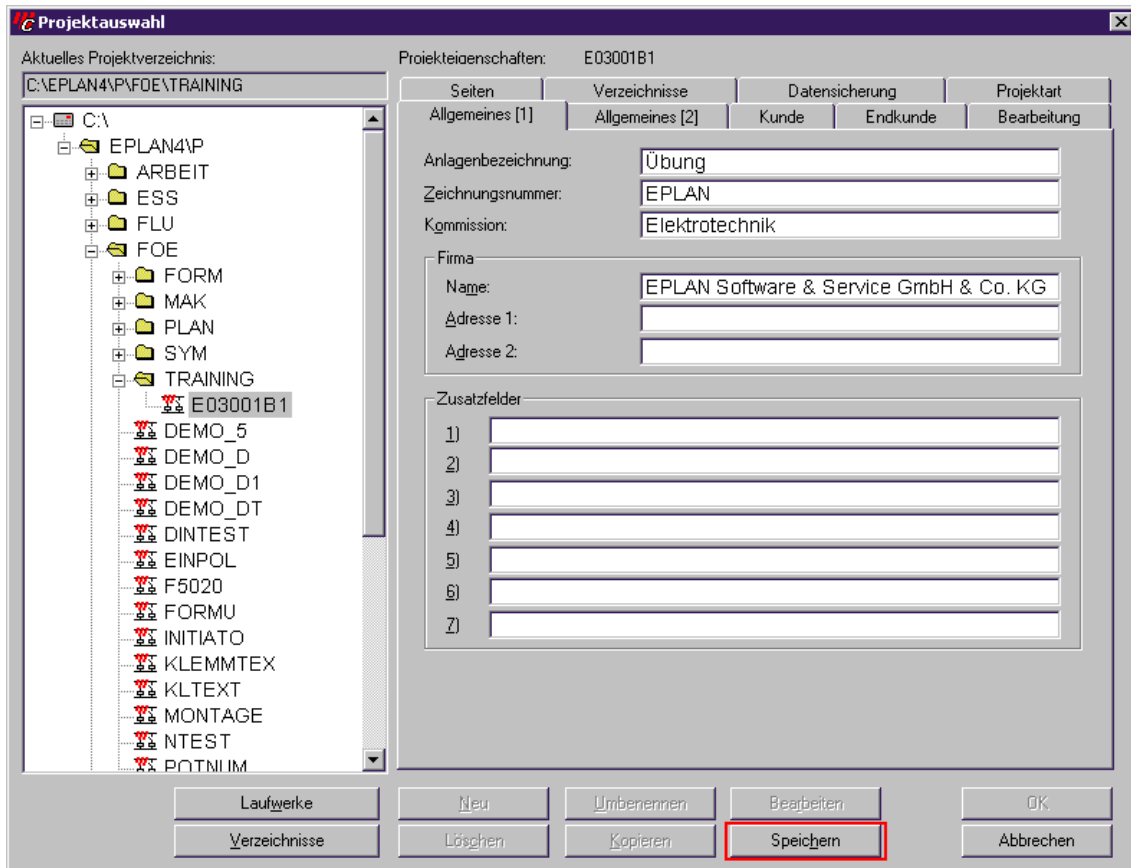 Projektauswahl
Aktuelles Projektverzeichnis:
C:\EPLAN4\P\FOE\TRAINING
C:\
EPLAN4\P
ARBEIT
ESS
FLU
FOE
FORM
MAK
PLAN
SYM
TRAINING
E03001B1
DEMO_5
DEMO_D
DEMO_D1
DEMO_DT
DINTEST
EINPOL
F5020
FORMU
INITIATO
KLEMMTEX
KLTEXT
MONTAGE
NTEST
POTNUM
Projekteigenschaften: E03001B1
Seiten Verzeichnisse Datensicherung Projektart
Allgemeines [1] Allgemeines [2] Kunde Endkunde Bearbeitung
Anlagenbezeichnung: Übung
Zeichnungsnummer: EPLAN
Kommission: Elektrotechnik
Firma
Name: EPLAN Software & Service GmbH & Co. KG
Adresse 1:
Adresse 2:
Zusatzfelder
1)
2)
3)
4)
5)
6)
7)
Laufwerke Neu Umbenennen Bearbeiten OK
Verzeichnisse Löschen Kopieren Speichern Abbrechen